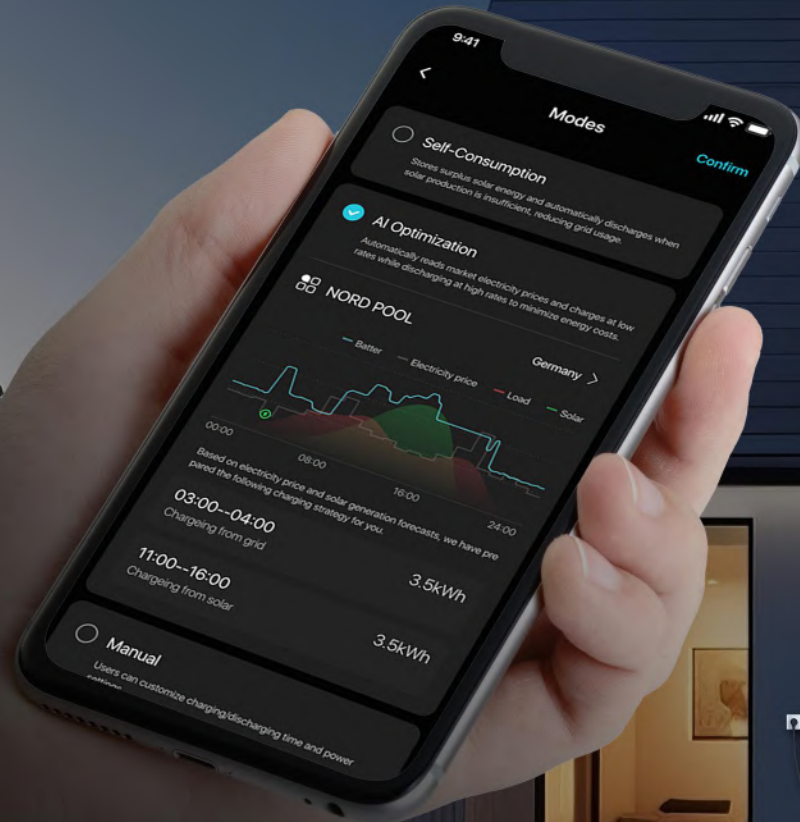 9:41
Modes
Confirm
Self-Consumption
Stores surplus solar energy and automatically discharges when
solar production is insufficient, reducing grid usage.
AI Optimization
Automatically reads market electricity prices and charges at low
rates while discharging at high rates to minimize energy costs.
NORD POOL
Germany
Batter
Electricity price
Load
Solar
00:00
08:00
16:00
24:00
Based on electricity price and solar generation forecasts, we have pre
pared the following charging strategy for you.
03:00--04:00
Chargeing from grid
3.5kWh
11:00--16:00
Chargeing from solar
3.5kWh
Manual
Users can customize charging/discharging time and power
settings